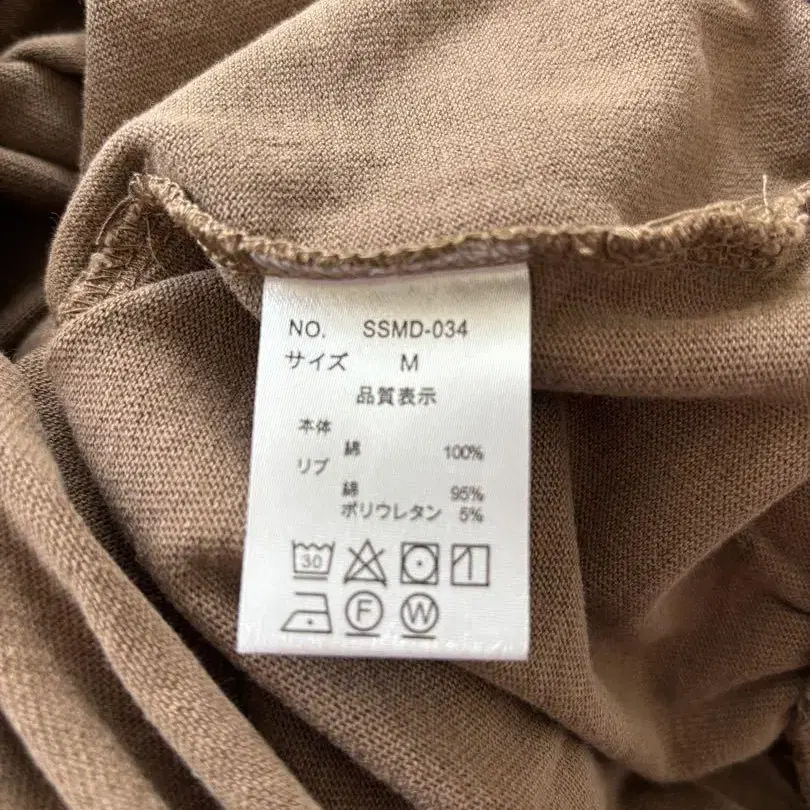 NO. SSMD-034
サイズ M
品質表示
本体
綿 100%
リブ
綿 95%
ポリウレタン 5%
30
F W